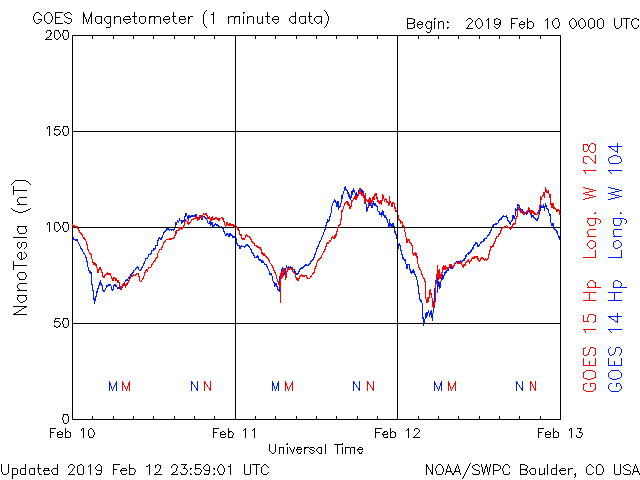 GOES Magnetometer (1 minute data)
Begin: 2019 Feb 10 0000 UTC
200
150
100
50
0
NanoTesla (nT)
M M N N M M N N M M N N
Feb 10 Feb 11 Feb 12 Feb 13
Universal Time
GOES 15 Hp Long. W 128
GOES 14 Hp Long. W 104
Updated 2019 Feb 12 23:59:01 UTC
NOAA/SWPC Boulder, CO USA